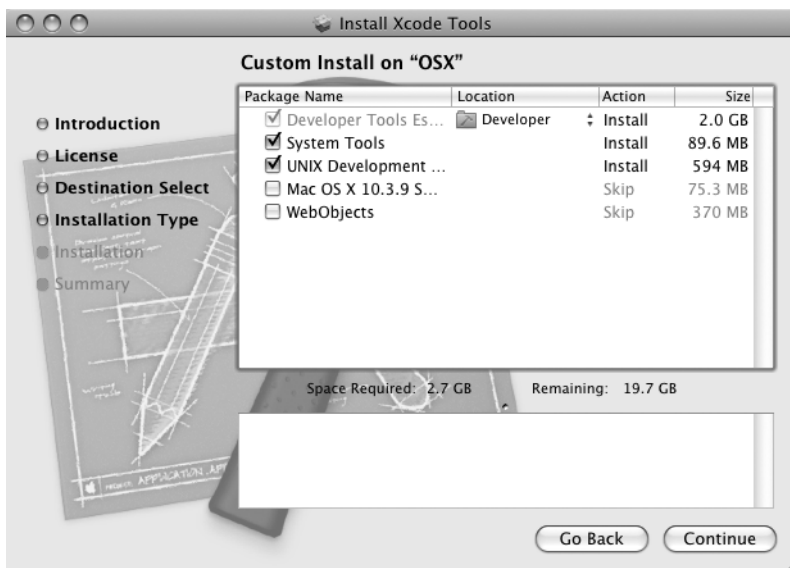 Install Xcode Tools
Custom Install on “OSX”
Introduction
License
Destination Select
Installation Type
Installation
Summary
Package Name Location Action Size
Developer Tools Es... Developer Install 2.0 GB
System Tools Install 89.6 MB
UNIX Development ... Install 594 MB
Mac OS X 10.3.9 S... Skip 75.3 MB
WebObjects Skip 370 MB
Space Required: 2.7 GB Remaining: 19.7 GB
APPLICATION.APP
Go Back Continue